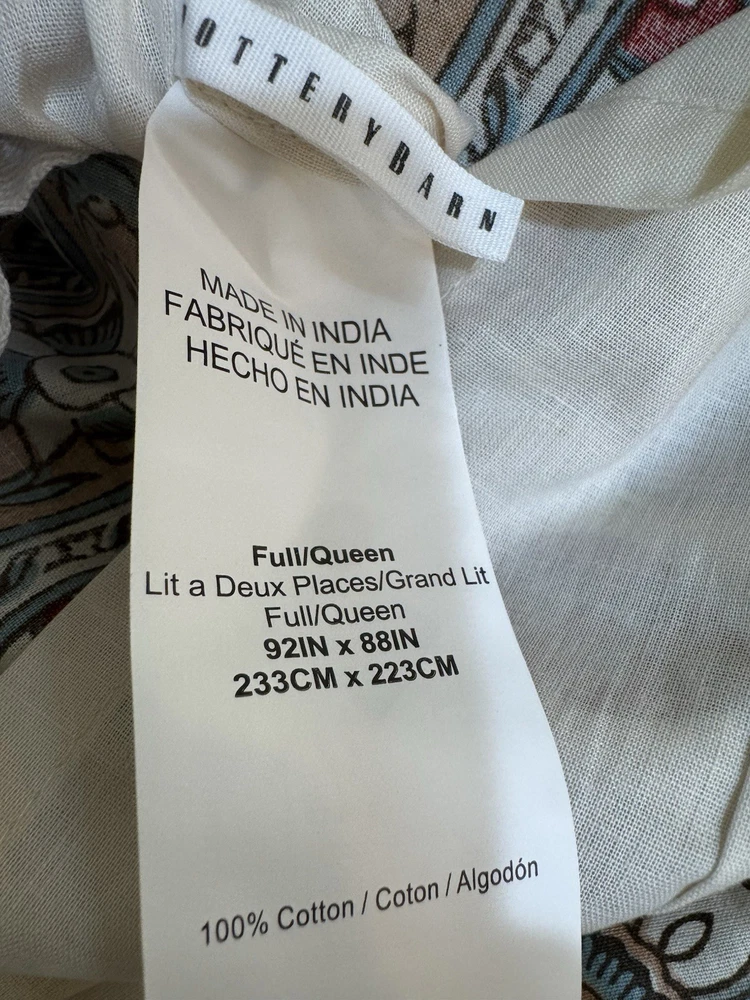 POTTERYBARN
MADE IN INDIA
FABRIQUÉ EN INDE
HECHO EN INDIA
Full/Queen
Lit a Deux Places/Grand Lit
Full/Queen
92IN x 88IN
233CM x 223CM
100% Cotton / Coton / Algodón